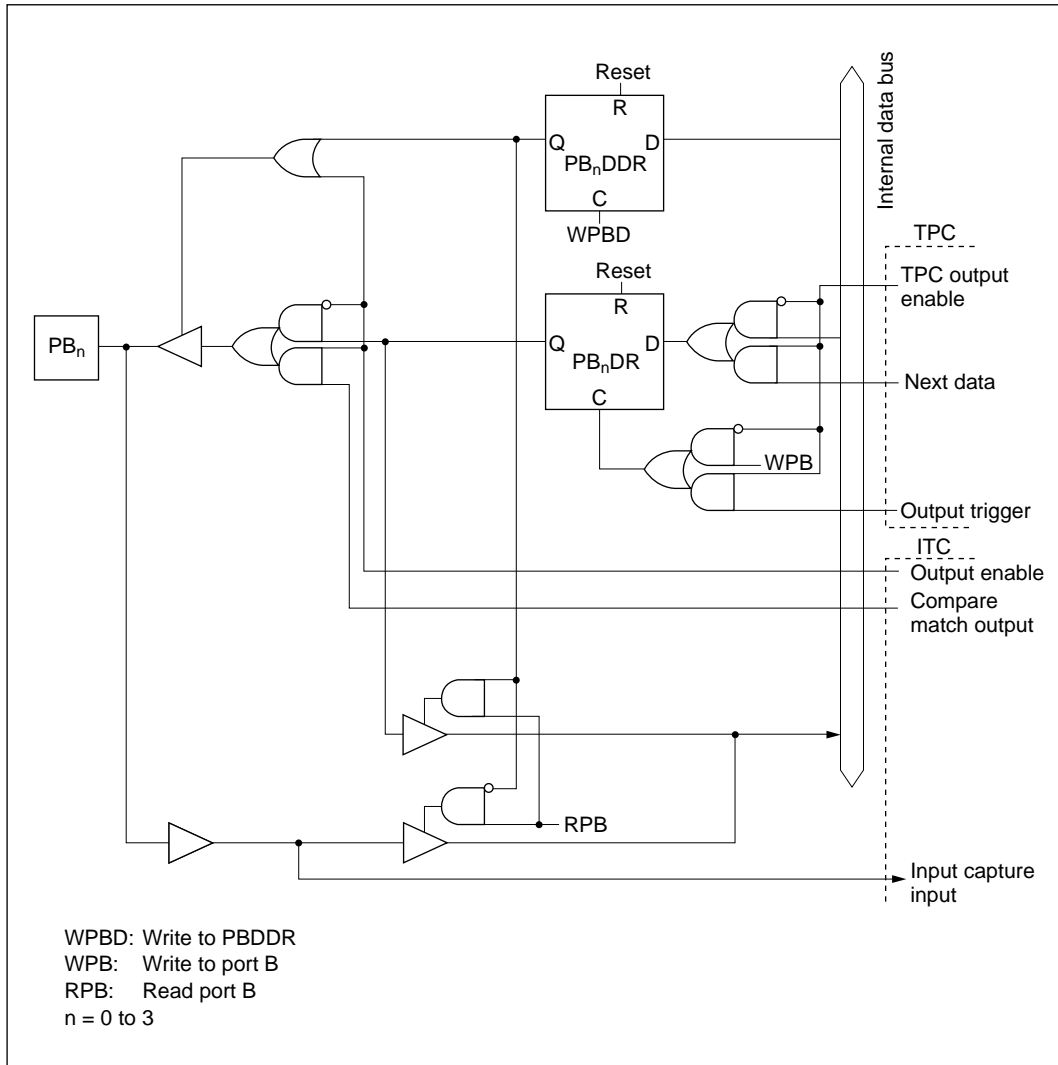 Reset
R
Q
D
PBnDDR
C
WPBD
Internal data bus
TPC
TPC output
enable
Reset
R
PBn
Q
D
PBnDR
C
Next data
WPB
Output trigger
ITC
Output enable
Compare
match output
RPB
Input capture
input
WPBD: Write to PBDDR
WPB: Write to port B
RPB: Read port B
n = 0 to 3